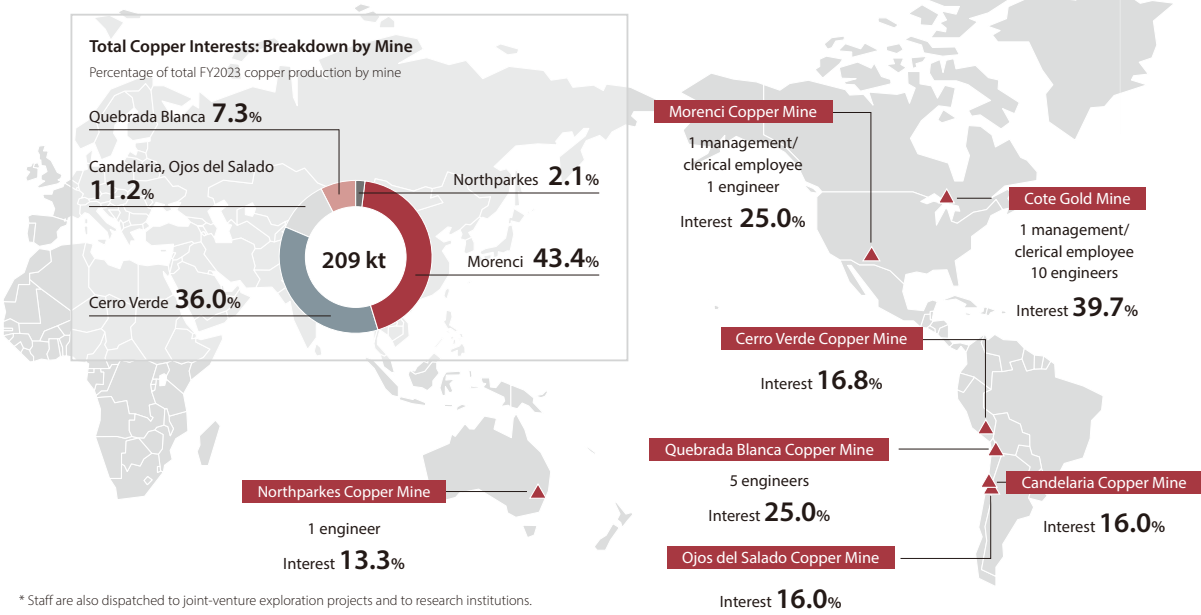 Total Copper Interests: Breakdown by Mine
Percentage of total FY2023 copper production by mine
Quebrada Blanca 7.3%
Candelaria, Ojos del Salado
11.2%
Cerro Verde 36.0%
209 kt
Northparkes 2.1%
Morenci 43.4%
Morenci Copper Mine
1 management/
clerical employee
1 engineer
Interest 25.0%
Cote Gold Mine
1 management/
clerical employee
10 engineers
Interest 39.7%
Cerro Verde Copper Mine
Interest 16.8%
Quebrada Blanca Copper Mine
5 engineers
Interest 25.0%
Candelaria Copper Mine
Interest 16.0%
Ojos del Salado Copper Mine
Interest 16.0%
Northparkes Copper Mine
1 engineer
Interest 13.3%
* Staff are also dispatched to joint-venture exploration projects and to research institutions.